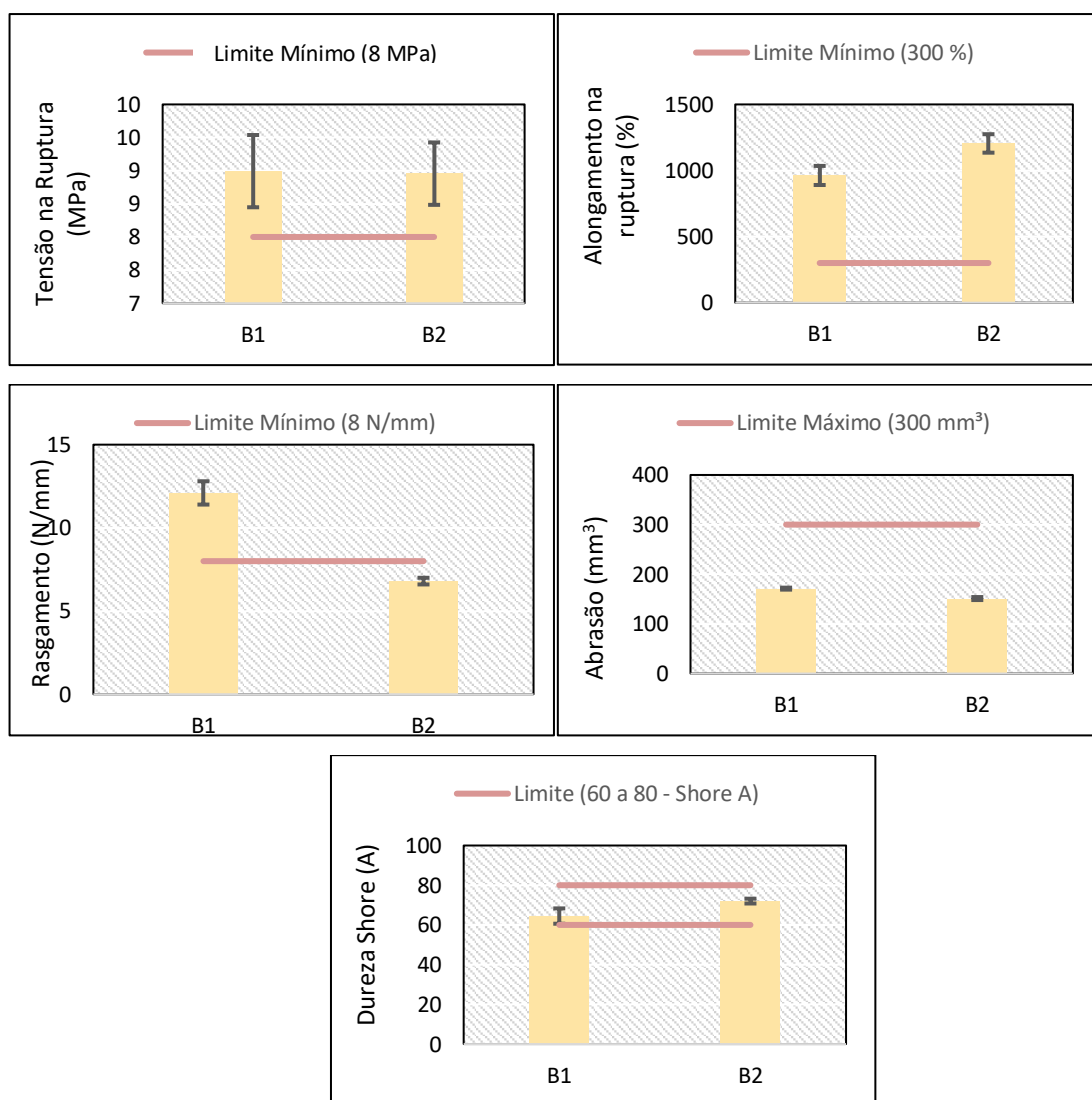 Limite Mínimo (8 MPa)
Tensão na Ruptura
(MPa)
10
10
9
9
8
8
7
B1 B2
Limite Mínimo (300 %)
Alongamento na
ruptura (%)
1500
1000
500
0
B1 B2
Limite Mínimo (8 N/mm)
Rasgamento (N/mm)
15
10
5
0
B1 B2
Limite Máximo (300 mm³)
Abrasão (mm³)
400
300
200
100
0
B1 B2
Limite (60 a 80 - Shore A)
Dureza Shore (A)
100
80
60
40
20
0
B1 B2